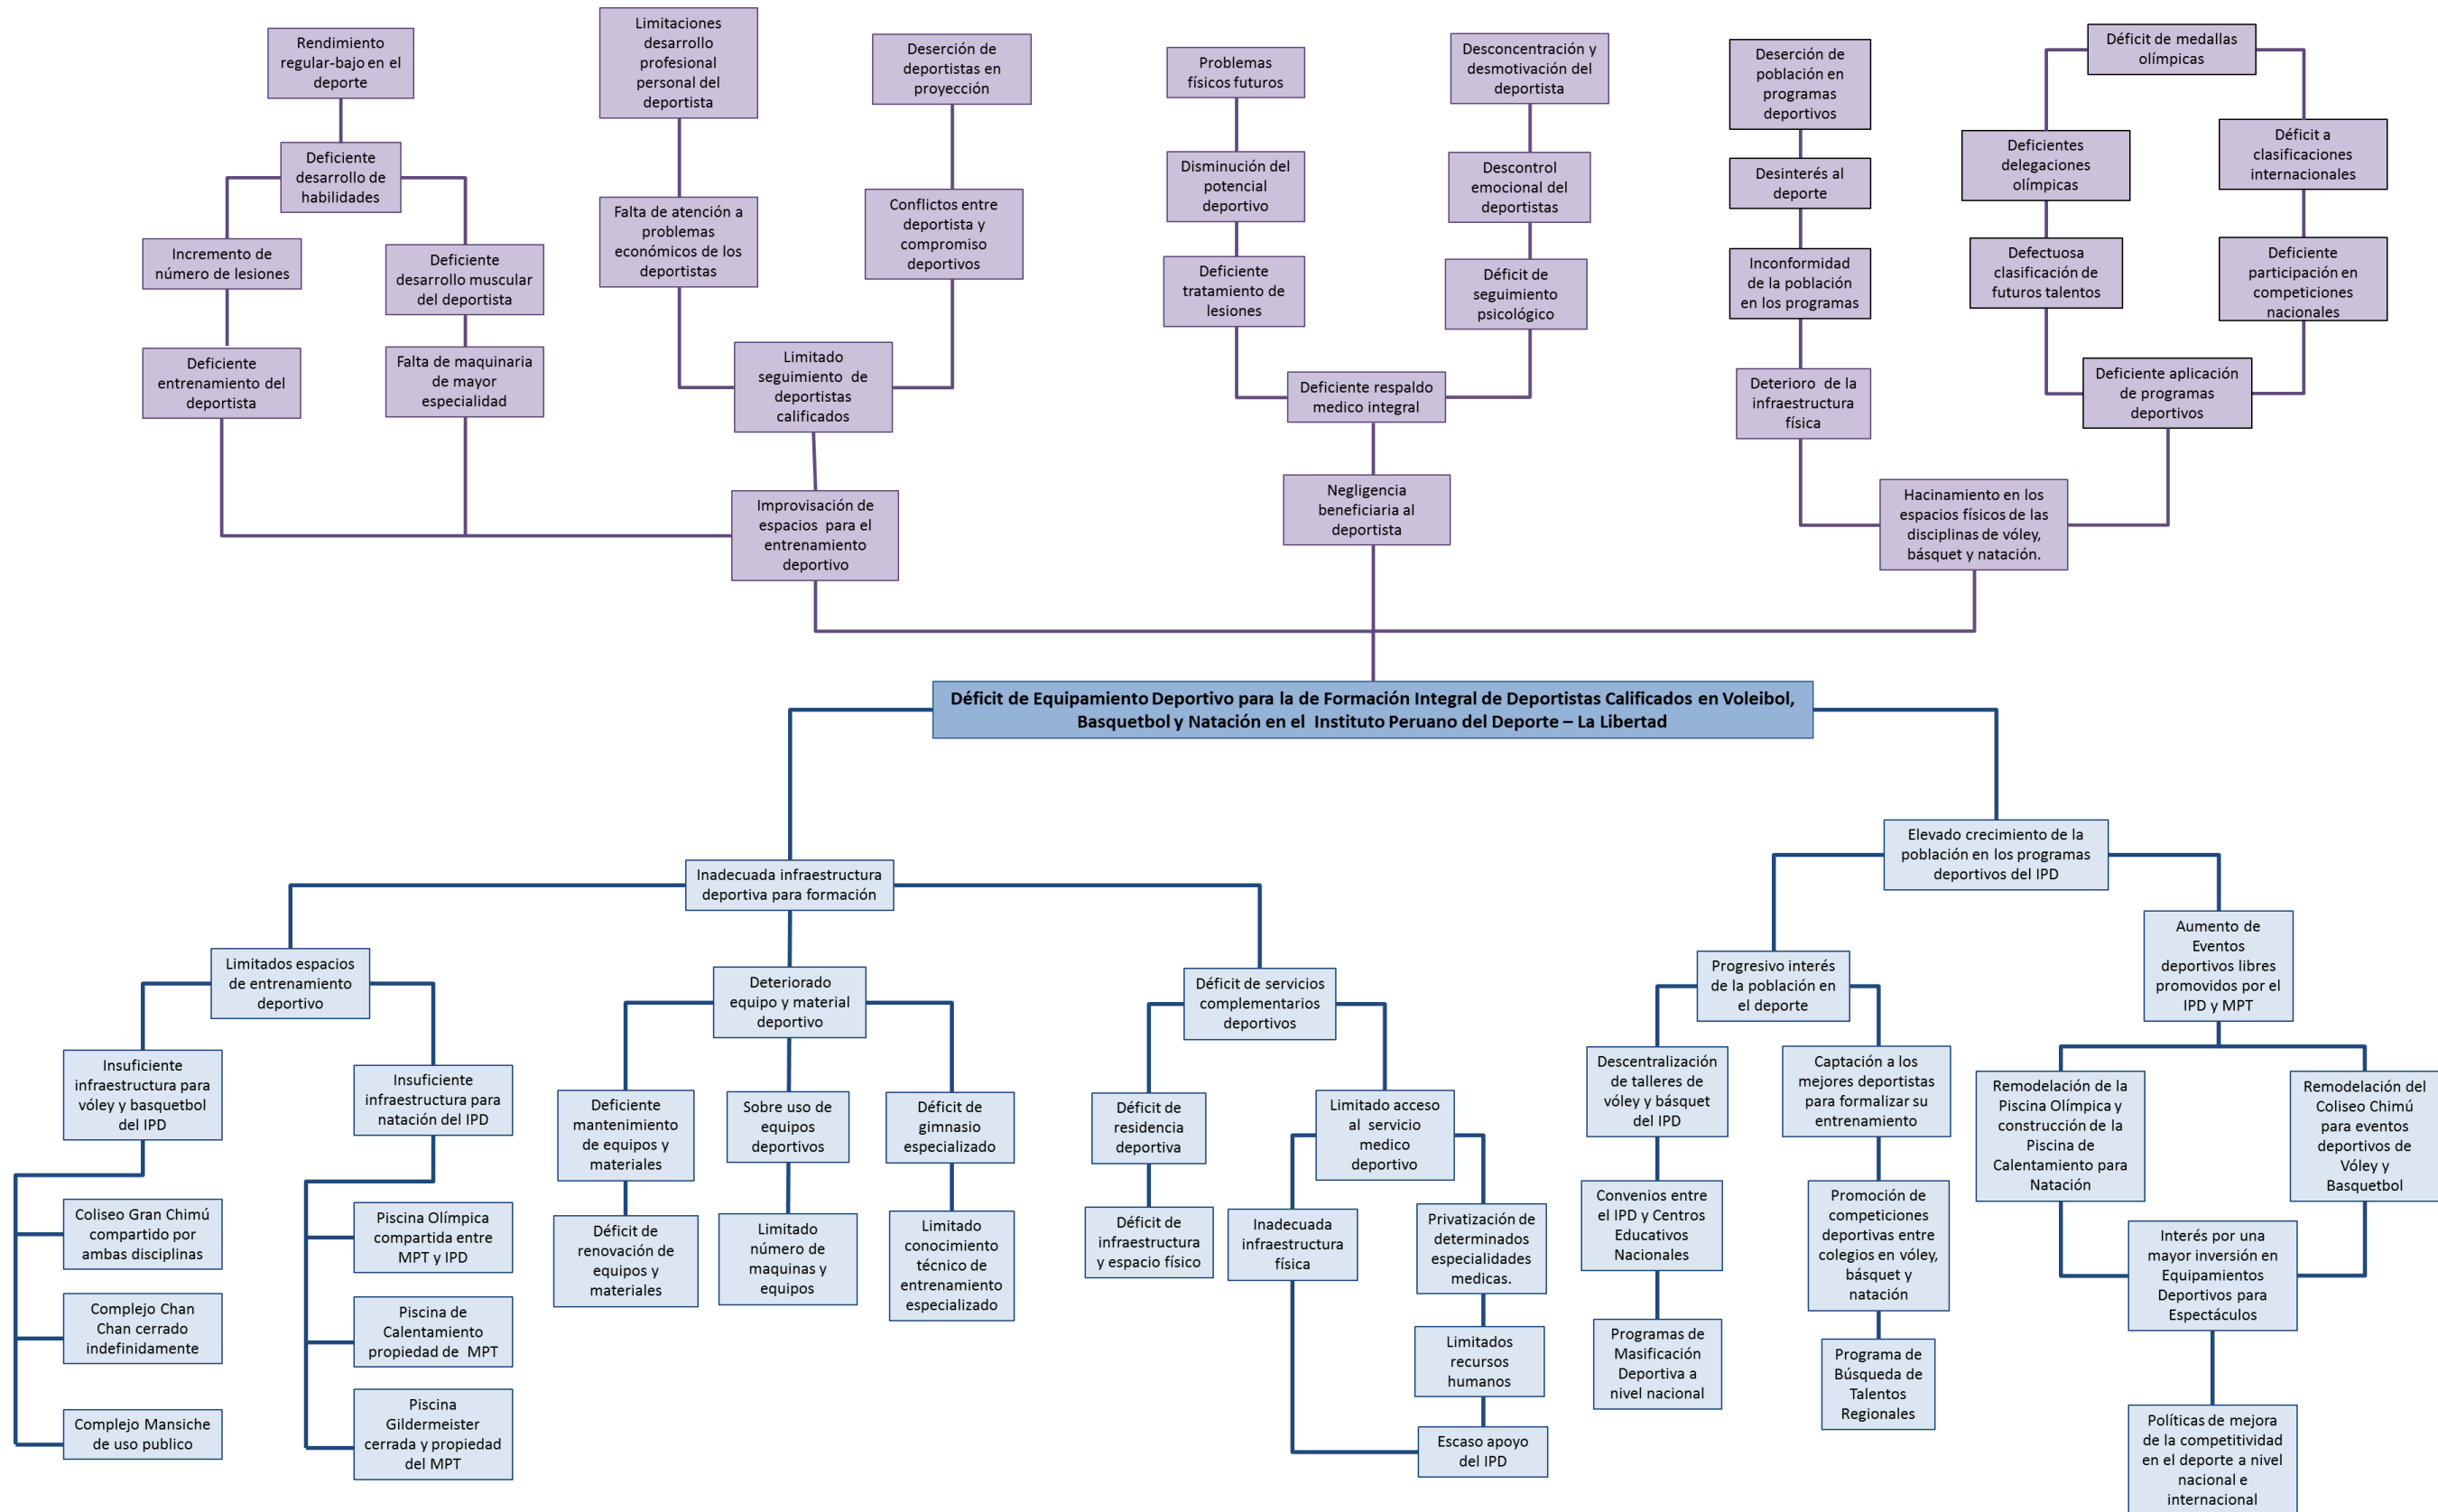 Rendimiento
regular-bajo en el
deporte
Limitaciones
desarrollo
profesional
personal del
deportista
Deserción de
deportistas en
proyección
Problemas
físicos futuros
Desconcentración y
desmotivación del
deportista
Deserción de
población en
programas
deportivos
Déficit de medallas
olímpicas
Deficiente
desarrollo de
habilidades
Disminución del
potencial
deportivo
Descontrol
emocional del
deportistas
Desinterés al
deporte
Deficientes
delegaciones
olímpicas
Déficit a
clasificaciones
internacionales
Incremento de
número de lesiones
Deficiente
desarrollo muscular
del deportista
Falta de atención a
problemas
económicos de los
deportistas
Conflictos entre
deportista y
compromiso
deportivos
Deficiente
tratamiento de
lesiones
Déficit de
seguimiento
psicológico
Inconformidad
de la población
en los programas
Defectuosa
clasificación de
futuros talentos
Deficiente
participación en
competiciones
nacionales
Deficiente
entrenamiento del
deportista
Falta de maquinaria
de mayor
especialidad
Limitado
seguimiento de
deportistas
calificados
Deficiente respaldo
medico integral
Deterioro de la
infraestructura
física
Deficiente aplicación
de programas
deportivos
Improvisación de
espacios para el
entrenamiento
deportivo
Negligencia
beneficiaria al
deportista
Hacinamiento en los
espacios físicos de las
disciplinas de vóley,
básquet y natación.
Déficit de Equipamiento Deportivo para la de Formación Integral de Deportistas Calificados en Voleibol,
Basquetbol y Natación en el Instituto Peruano del Deporte – La Libertad
Inadecuada infraestructura
deportiva para formación
Elevado crecimiento de la
población en los programas
deportivos del IPD
Limitados espacios
de entrenamiento
deportivo
Deteriorado
equipo y material
deportivo
Déficit de servicios
complementarios
deportivos
Progresivo interés
de la población en
el deporte
Aumento de
Eventos
deportivos libres
promovidos por el
IPD y MPT
Insuficiente
infraestructura para
vóley y basquetbol
del IPD
Insuficiente
infraestructura para
natación del IPD
Deficiente
mantenimiento
de equipos y
materiales
Sobre uso de
equipos
deportivos
Déficit de
gimnasio
especializado
Déficit de
residencia
deportiva
Limitado acceso
al servicio
medico
deportivo
Descentralización
de talleres de
vóley y básquet
del IPD
Captación a los
mejores deportistas
para formalizar su
entrenamiento
Remodelación de la
Piscina Olímpica y
construcción de la
Piscina de
Calentamiento para
Natación
Remodelación del
Coliseo Chimú
para eventos
deportivos de
Vóley y
Basquetbol
Coliseo Gran Chimú
compartido por
ambas disciplinas
Piscina Olímpica
compartida entre
MPT y IPD
Déficit de
renovación de
equipos y
materiales
Limitado
número de
maquinas y
equipos
Limitado
conocimiento
técnico de
entrenamiento
especializado
Déficit de
infraestructura
y espacio físico
Inadecuada
infraestructura
física
Privatización de
determinados
especialidades
medicas.
Convenios entre
el IPD y Centros
Educativos
Nacionales
Promoción de
competiciones
deportivas entre
colegios en vóley,
básquet y
natación
Interés por una
mayor inversión en
Equipamientos
Deportivos para
Espectáculos
Complejo Chan
Chan cerrado
indefinidamente
Piscina de
Calentamiento
propiedad de MPT
Limitados
recursos
humanos
Programas de
Masificación
Deportiva a
nivel nacional
Programa de
Búsqueda de
Talentos
Regionales
Complejo Mansiche
de uso publico
Piscina
Gildermeister
cerrada y propiedad
del MPT
Escaso apoyo
del IPD
Políticas de mejora
de la competitividad
en el deporte a nivel
nacional e
internacional